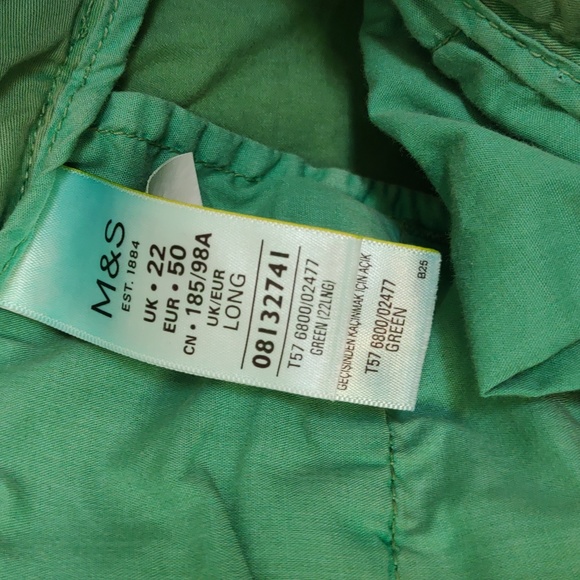 M&S
EST. 1884
UK • 22
EUR • 50
CN • 185/98A
UK/EUR
LONG
08132741
T57 6800/02477
GREEN (22LNG)
GEÇİŞİNDEN KAÇINMAK İÇİN AÇIK
T57 6800/02477
GREEN
B25